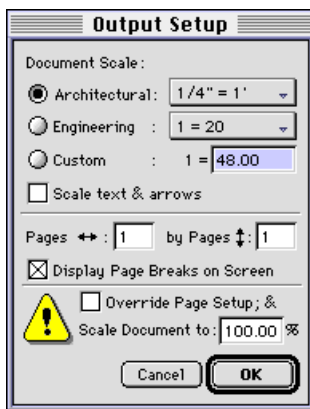 Output Setup
Document Scale:
Architectural: 1/4" = 1'
Engineering : 1 = 20
Custom : 1 = 48.00
Scale text & arrows
Pages ↔ : 1 by Pages ↕: 1
Display Page Breaks on Screen
Override Page Setup; &
Scale Document to: 100.00 %
Cancel OK